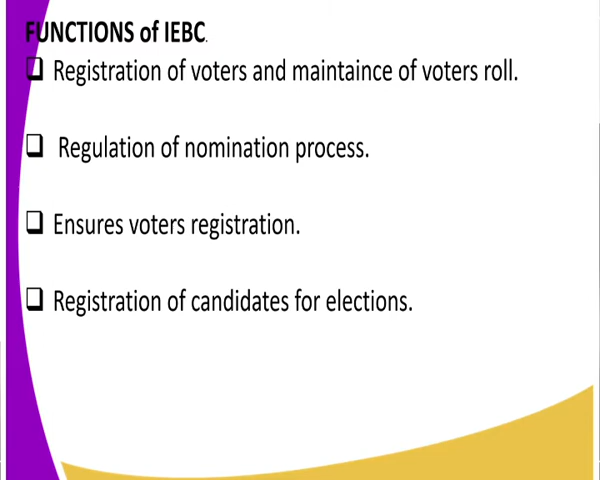 FUNCTIONS of IEBC.
Registration of voters and maintaince of voters roll.
Regulation of nomination process.
Ensures voters registration.
Registration of candidates for elections.